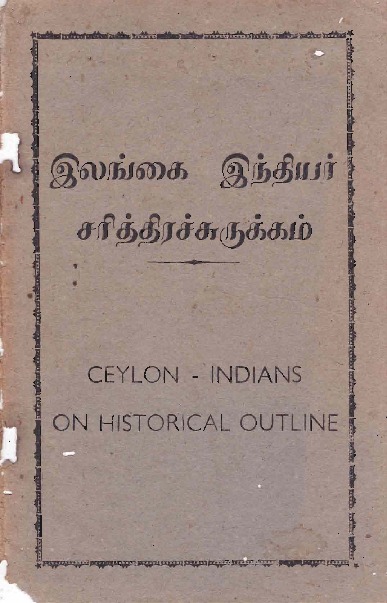 இலங்கை இந்தியர்
சரித்திரச்சுருக்கம்
CEYLON - INDIANS
ON HISTORICAL OUTLINE